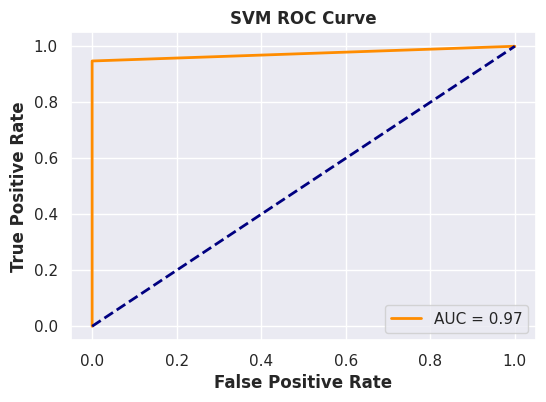 SVM ROC Curve
True Positive Rate
1.0
0.8
0.6
0.4
0.2
0.0
AUC = 0.97
0.0 0.2 0.4 0.6 0.8 1.0
False Positive Rate